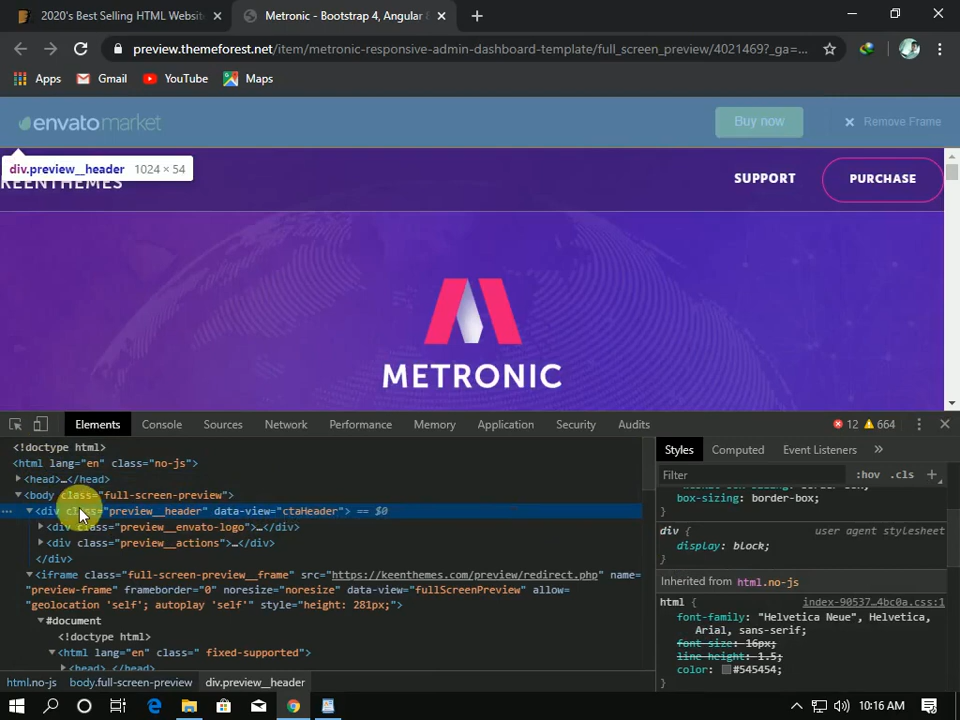 2020's Best Selling HTML Websit
Metronic - Bootstrap 4, Angular 8
preview.themeforest.net/item/metronic-responsive-admin-dashboard-template/full_screen_preview/4021469?_ga=...
Apps
Gmail
YouTube
Maps
envatomarket
Buy now
Remove Frame
div.preview__header 1024 × 54
KEENTHEMES
SUPPORT
PURCHASE
METRONIC
Elements
Console
Sources
Network
Performance
Memory
Application
Security
Audits
12
664
<!doctype html>
<html lang="en" class="no-js">
<head>…</head>
<body class="full-screen-preview">
<div class="preview__header" data-view="ctaHeader"> == $0
<div class="preview__envato-logo">…</div>
<div class="preview__actions">…</div>
</div>
<iframe class="full-screen-preview__frame" src="https://keenthemes.com/preview/redirect.php" name=
"preview-frame" frameborder="0" noresize="noresize" data-view="fullScreenPreview" allow=
"geolocation 'self'; autoplay 'self'" style="height: 281px;">
#document
<!doctype html>
<html lang="en" class=" fixed-supported">
<head>…</head>
html.no-js
body.full-screen-preview
div.preview__header
Styles
Computed
Event Listeners
»
Filter
:hov .cls +
box-sizing: border-box;
}
div {
user agent stylesheet
display: block;
}
Inherited from html.no-js
html {
index-90537…4bc0a.css:1
font-family: "Helvetica Neue", Helvetica,
Arial, sans-serif;
font-size: 16px;
line-height: 1.5;
color: #545454;
}
10:16 AM